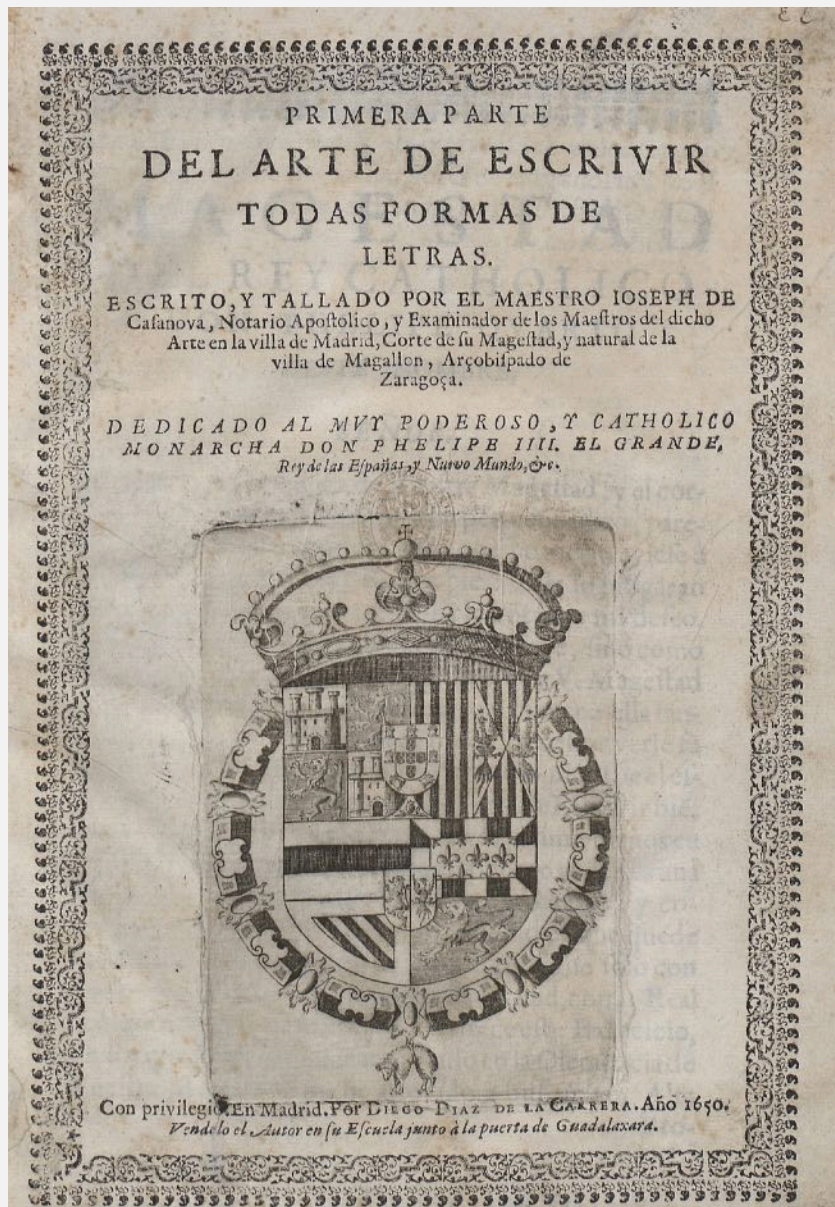 PRIMERA PARTE
DEL ARTE DE ESCRIVIR
TODAS FORMAS DE
LETRAS.
ESCRITO, Y TALLADO POR EL MAESTRO IOSEPH DE
Caſanova, Notario Apoſtolico, y Examinador de los Maeſtros del dicho
Arte en la villa de Madrid, Corte de ſu Mageſtad, y natural de la
villa de Magallon, Arçobiſpado de
Zaragoça.
DEDICADO AL MVY PODEROSO, Y CATHOLICO
MONARCHA DON PHELIPE IIII. EL GRANDE,
Rey de las Eſpañas, y Nuevo Mundo, &c.
Con privilegio En Madrid. Por DIEGO DIAZ DE LA CARRERA. Año 1650.
Vendelo el Autor en ſu Eſcuela junto à la puerta de Guadalaxara.